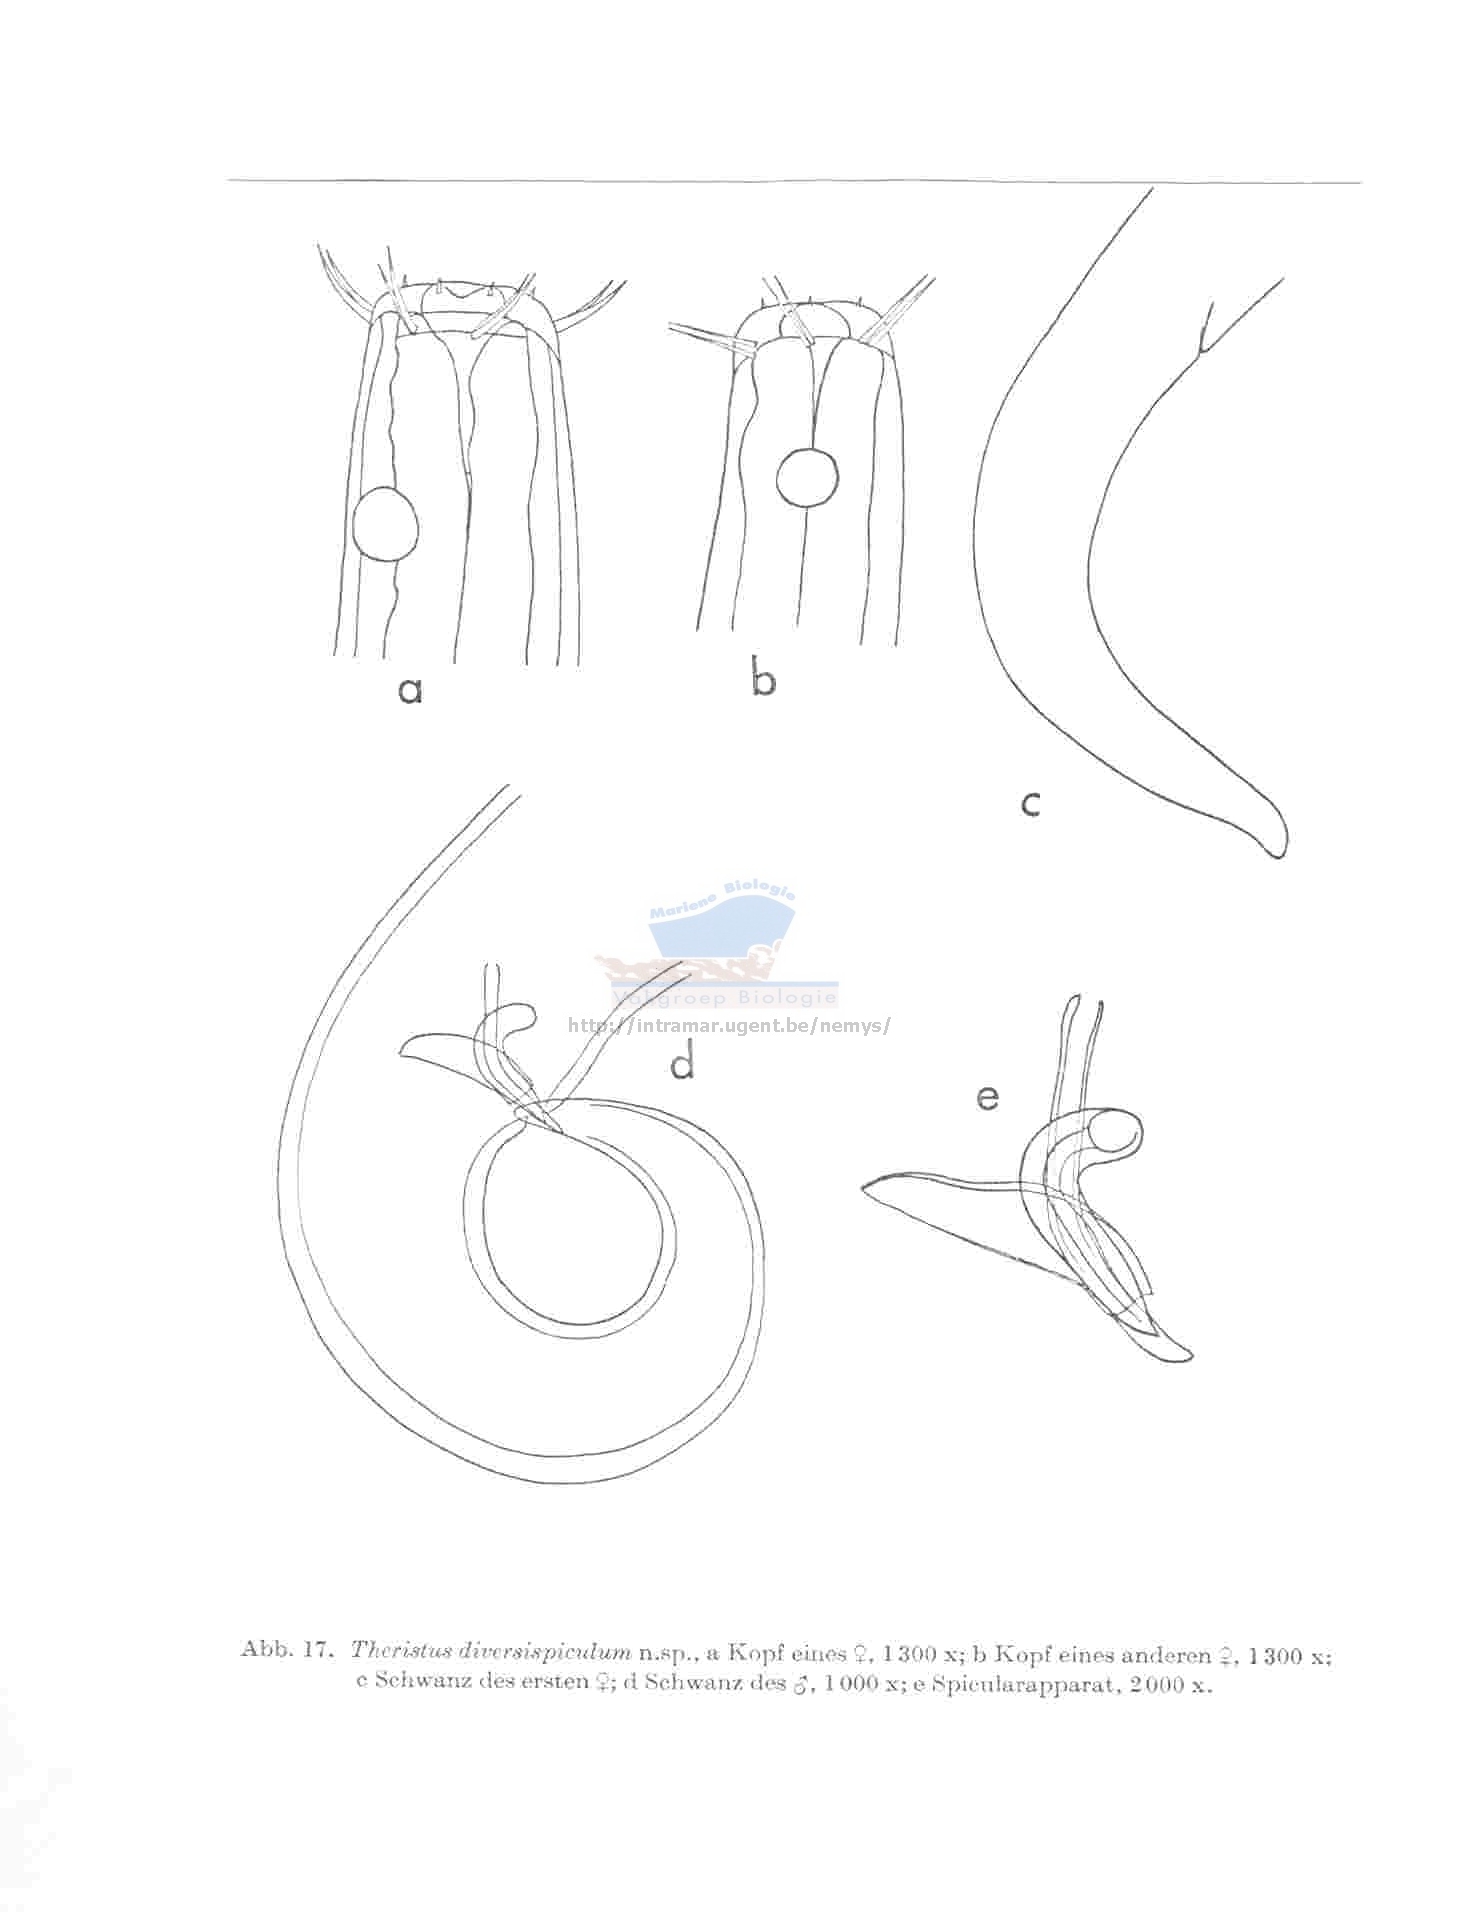 a
b
c
Mariene Biologie
Vakgroep Biologie
http://intramar.ugent.be/nemys/
d
e
Abb. 17. Theristus diversispiculum n.sp., a Kopf eines ♀, 1300 x; b Kopf eines anderen ♀, 1300 x;
c Schwanz des ersten ♀; d Schwanz des ♂, 1000 x; e Spicularapparat, 2000 x.